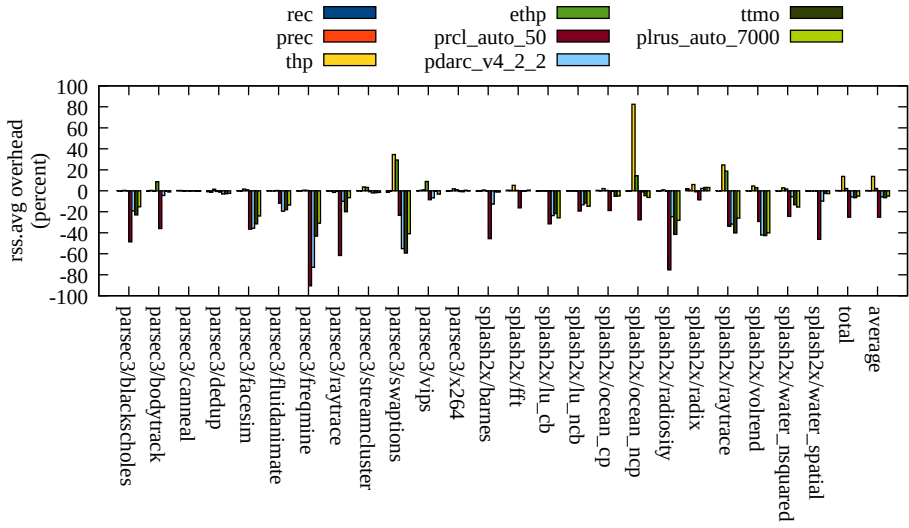 rec
prec
thp
ethp
prcl_auto_50
pdarc_v4_2_2
ttmo
plrus_auto_7000
rss.avg overhead
(percent)
100
80
60
40
20
0
-20
-40
-60
-80
-100
parsec3/blackscholes
parsec3/bodytrack
parsec3/canneal
parsec3/dedup
parsec3/facesim
parsec3/fluidanimate
parsec3/freqmine
parsec3/raytrace
parsec3/streamcluster
parsec3/swaptions
parsec3/vips
parsec3/x264
splash2x/barnes
splash2x/fft
splash2x/lu_cb
splash2x/lu_ncb
splash2x/ocean_cp
splash2x/ocean_ncp
splash2x/radiosity
splash2x/radix
splash2x/raytrace
splash2x/volrend
splash2x/water_nsquared
splash2x/water_spatial
total
average